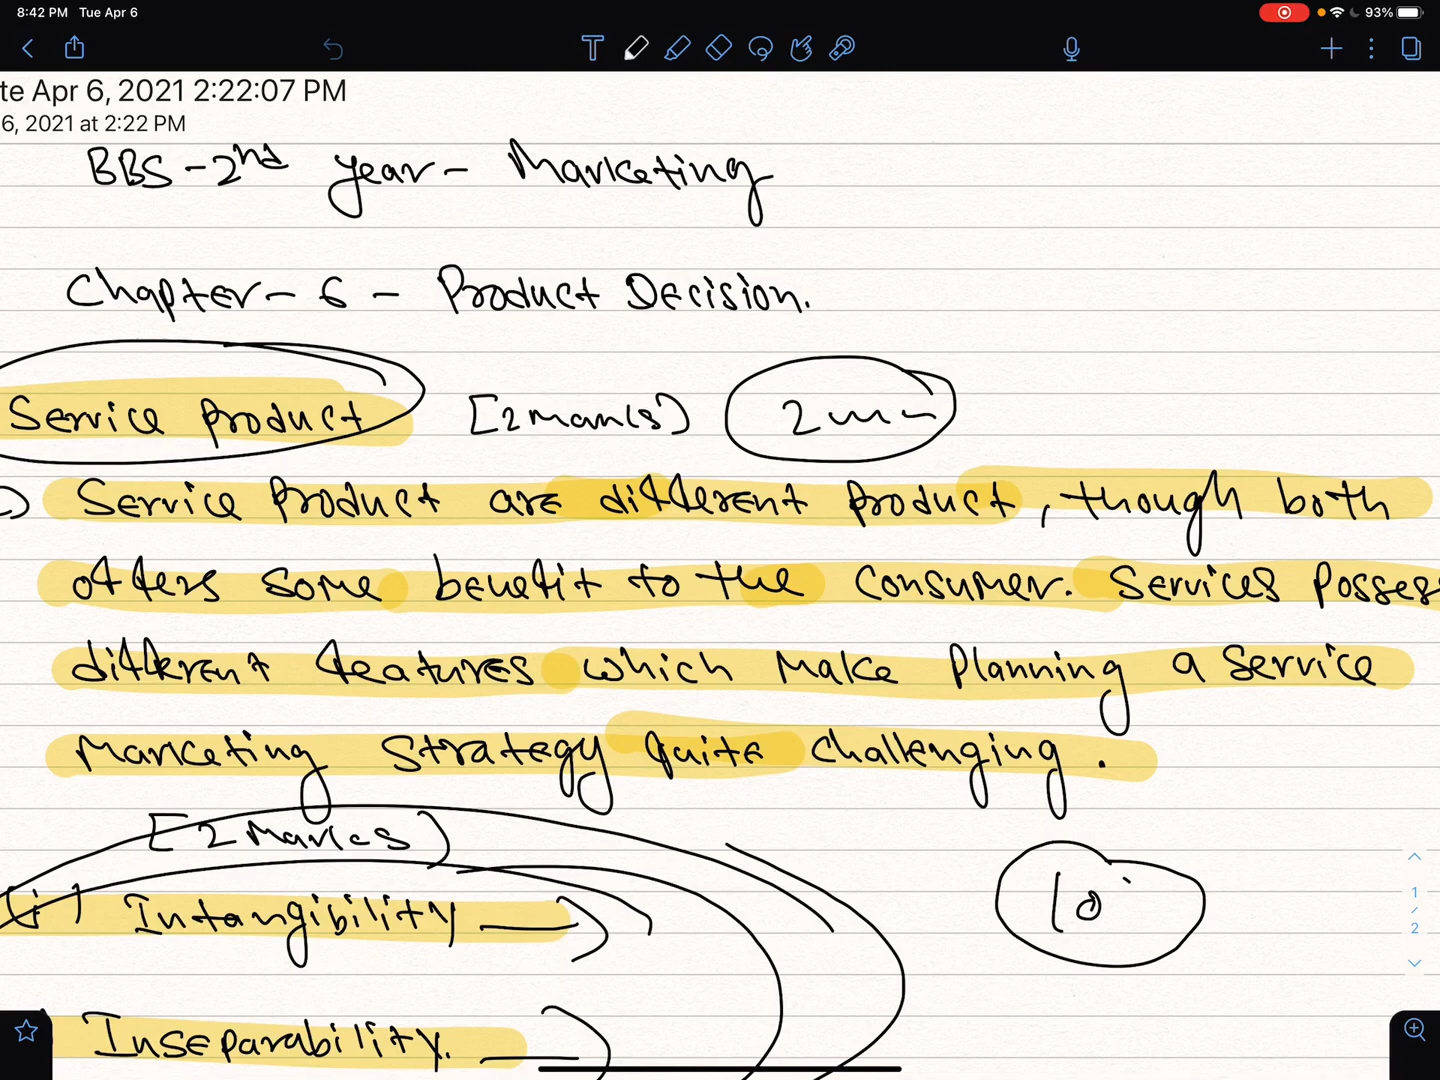 8:42 PM Tue Apr 6
93%
te Apr 6, 2021 2:22:07 PM
6, 2021 at 2:22 PM
BBS-2nd year- Marketing
Chapter-6- Product Decision.
Service Product [2 marks]
Service Product are different product, though both
offers some benefit to the consumer. Services Posses
different features which make Planning a Service
Marketing Strategy quite challenging.
[2 Marks]
(i) Intangibility
10
Inseparability.
1
/
2